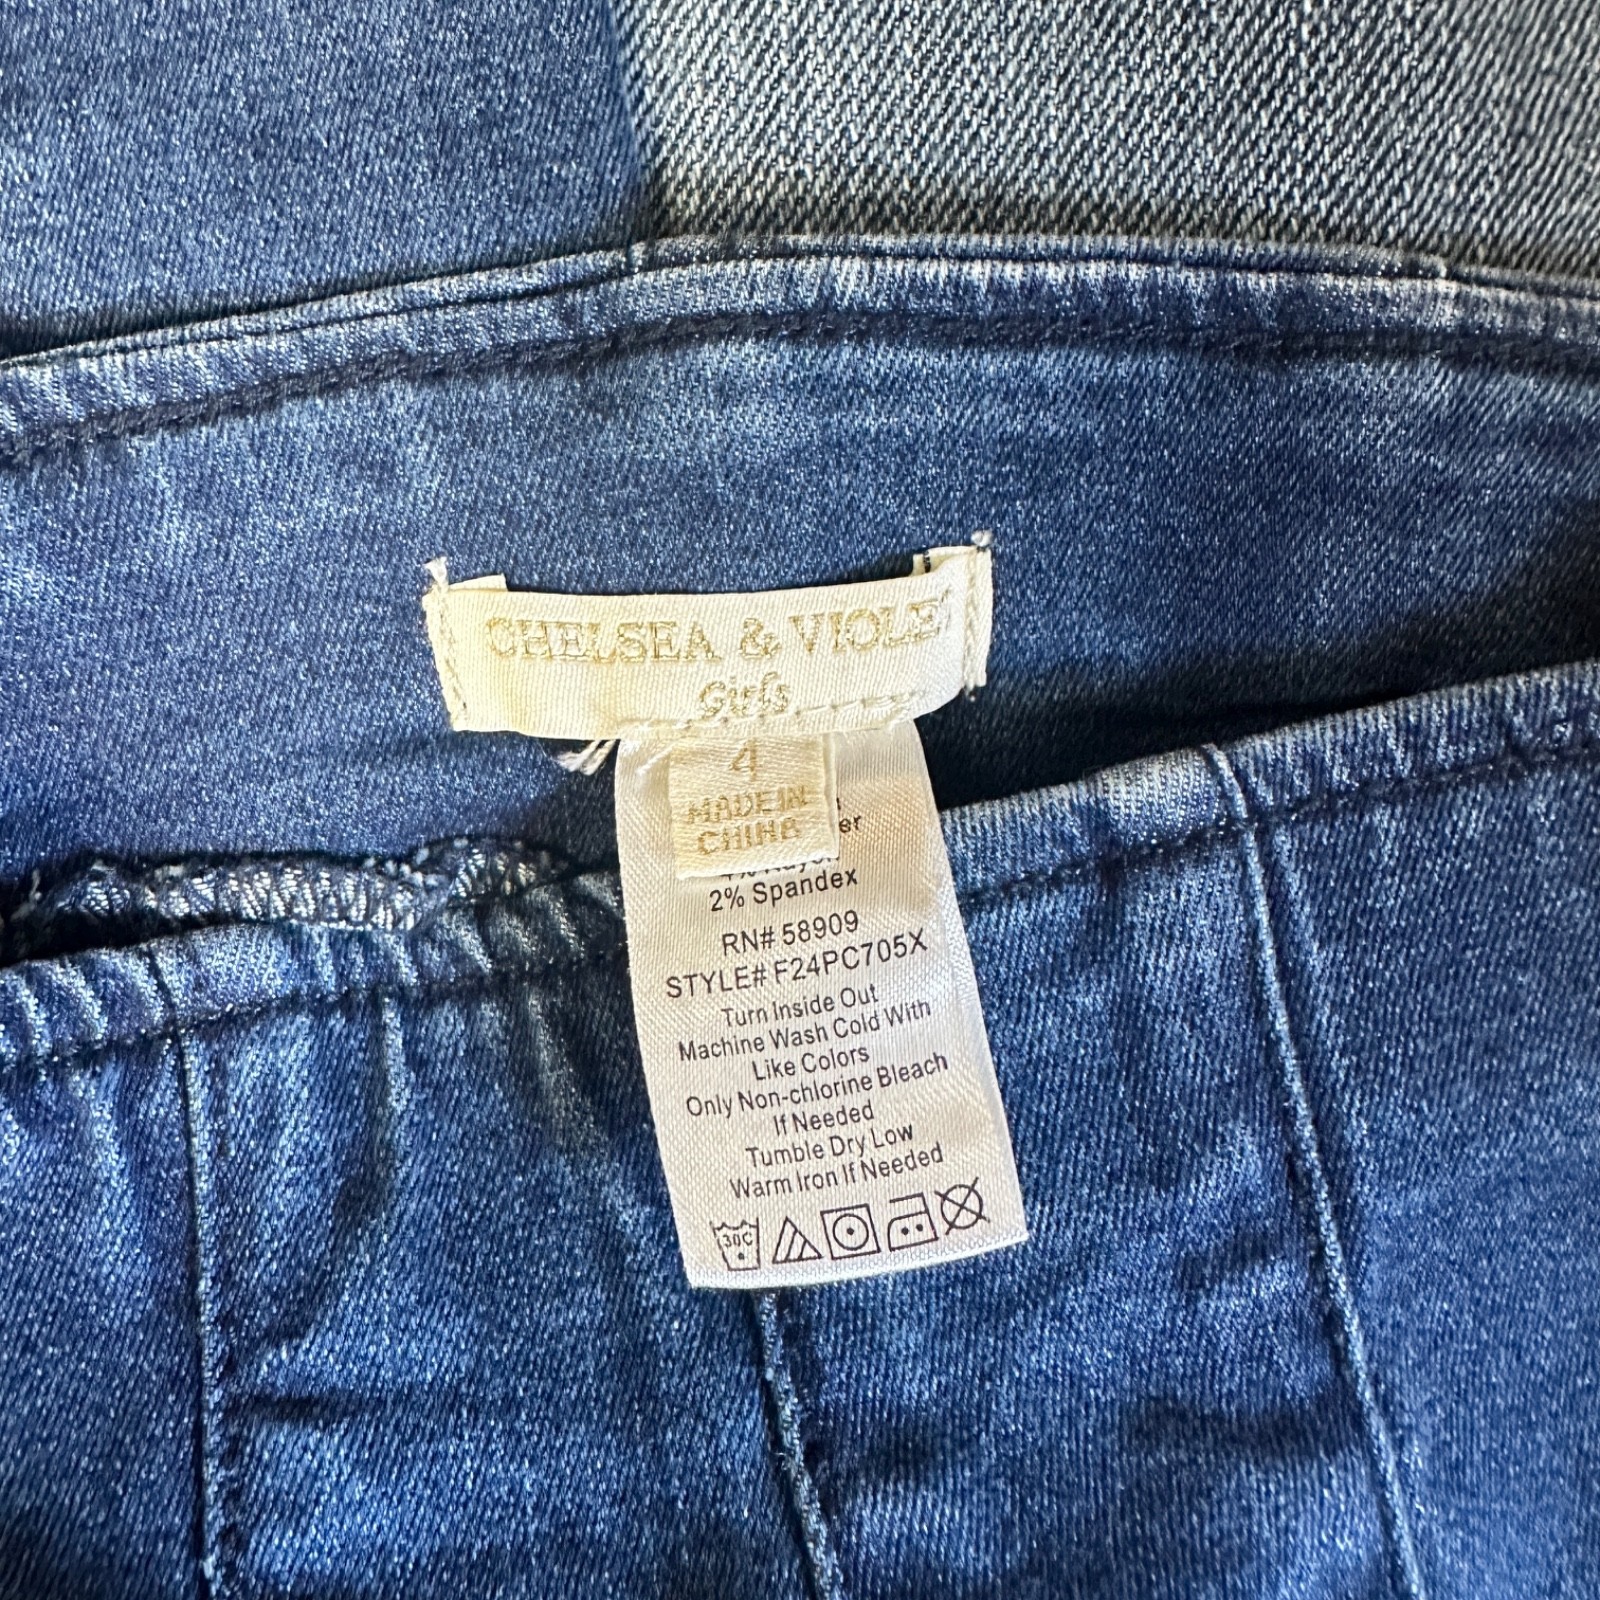 CHELSEA & VIOLE
Girls
4
MADE IN
CHINA
2% Spandex
RN# 58909
STYLE# F24PC705X
Turn Inside Out
Machine Wash Cold With
Like Colors
Only Non-chlorine Bleach
If Needed
Tumble Dry Low
Warm Iron If Needed
30C